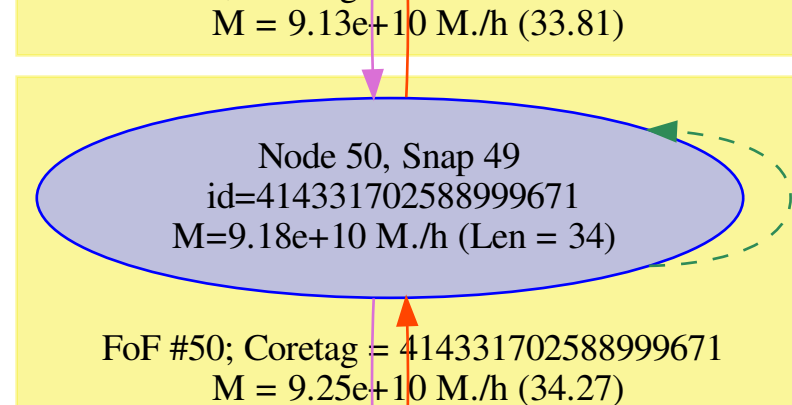 M = 9.13e+10 M./h (33.81)
Node 50, Snap 49
id=414331702588999671
M=9.18e+10 M./h (Len = 34)
FoF #50; Coretag = 414331702588999671
M = 9.25e+10 M./h (34.27)